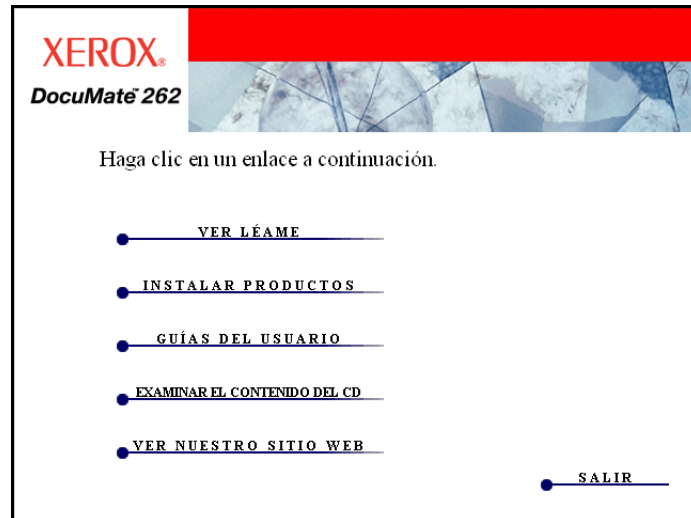 XEROX®
DocuMate™ 262
Haga clic en un enlace a continuación.
VER LÉAME
INSTALAR PRODUCTOS
GUÍAS DEL USUARIO
EXAMINAR EL CONTENIDO DEL CD
VER NUESTRO SITIO WEB
SALIR